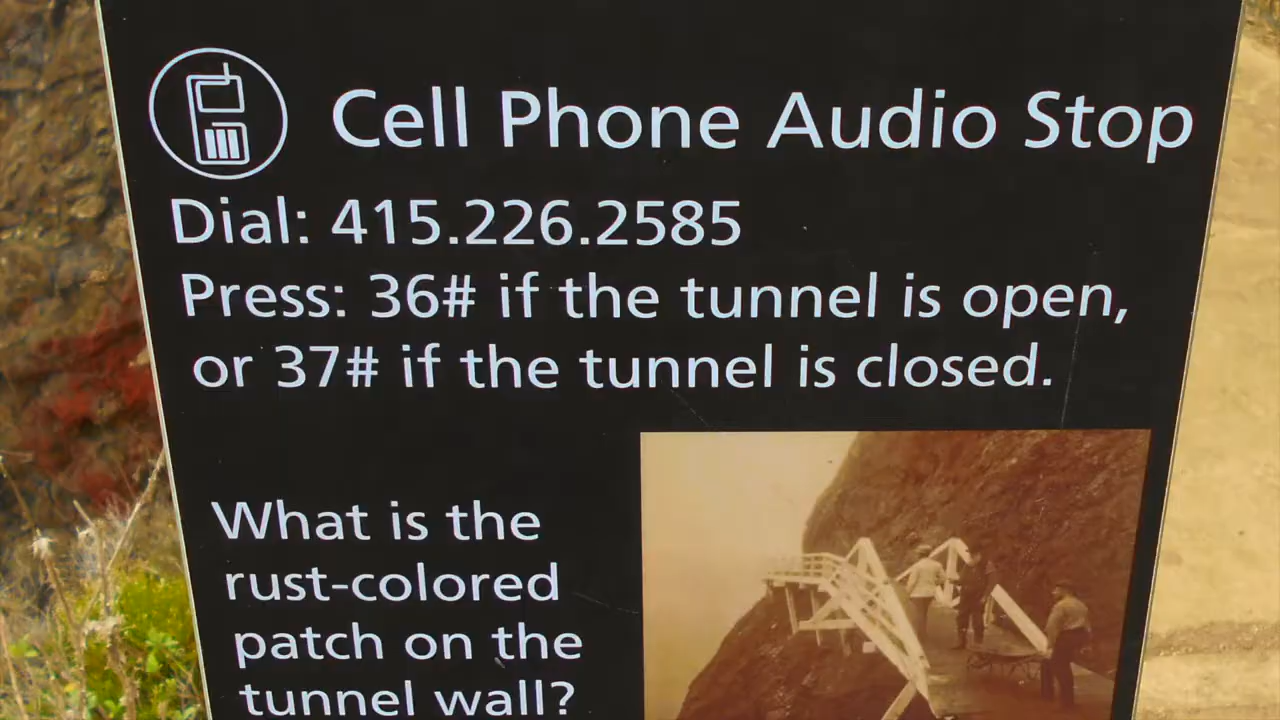 Cell Phone Audio Stop
Dial: 415.226.2585
Press: 36# if the tunnel is open,
or 37# if the tunnel is closed.
What is the
rust-colored
patch on the
tunnel wall?